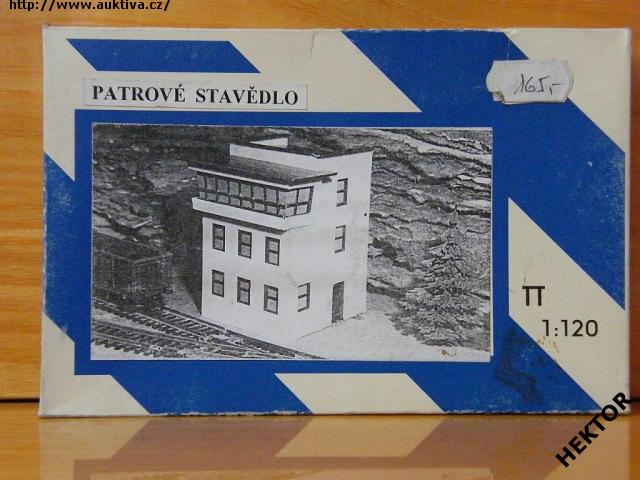 http://www.auktiva.cz/
165,-
PATROVÉ STAVĚDLO
TT
1:120
HEKTOR